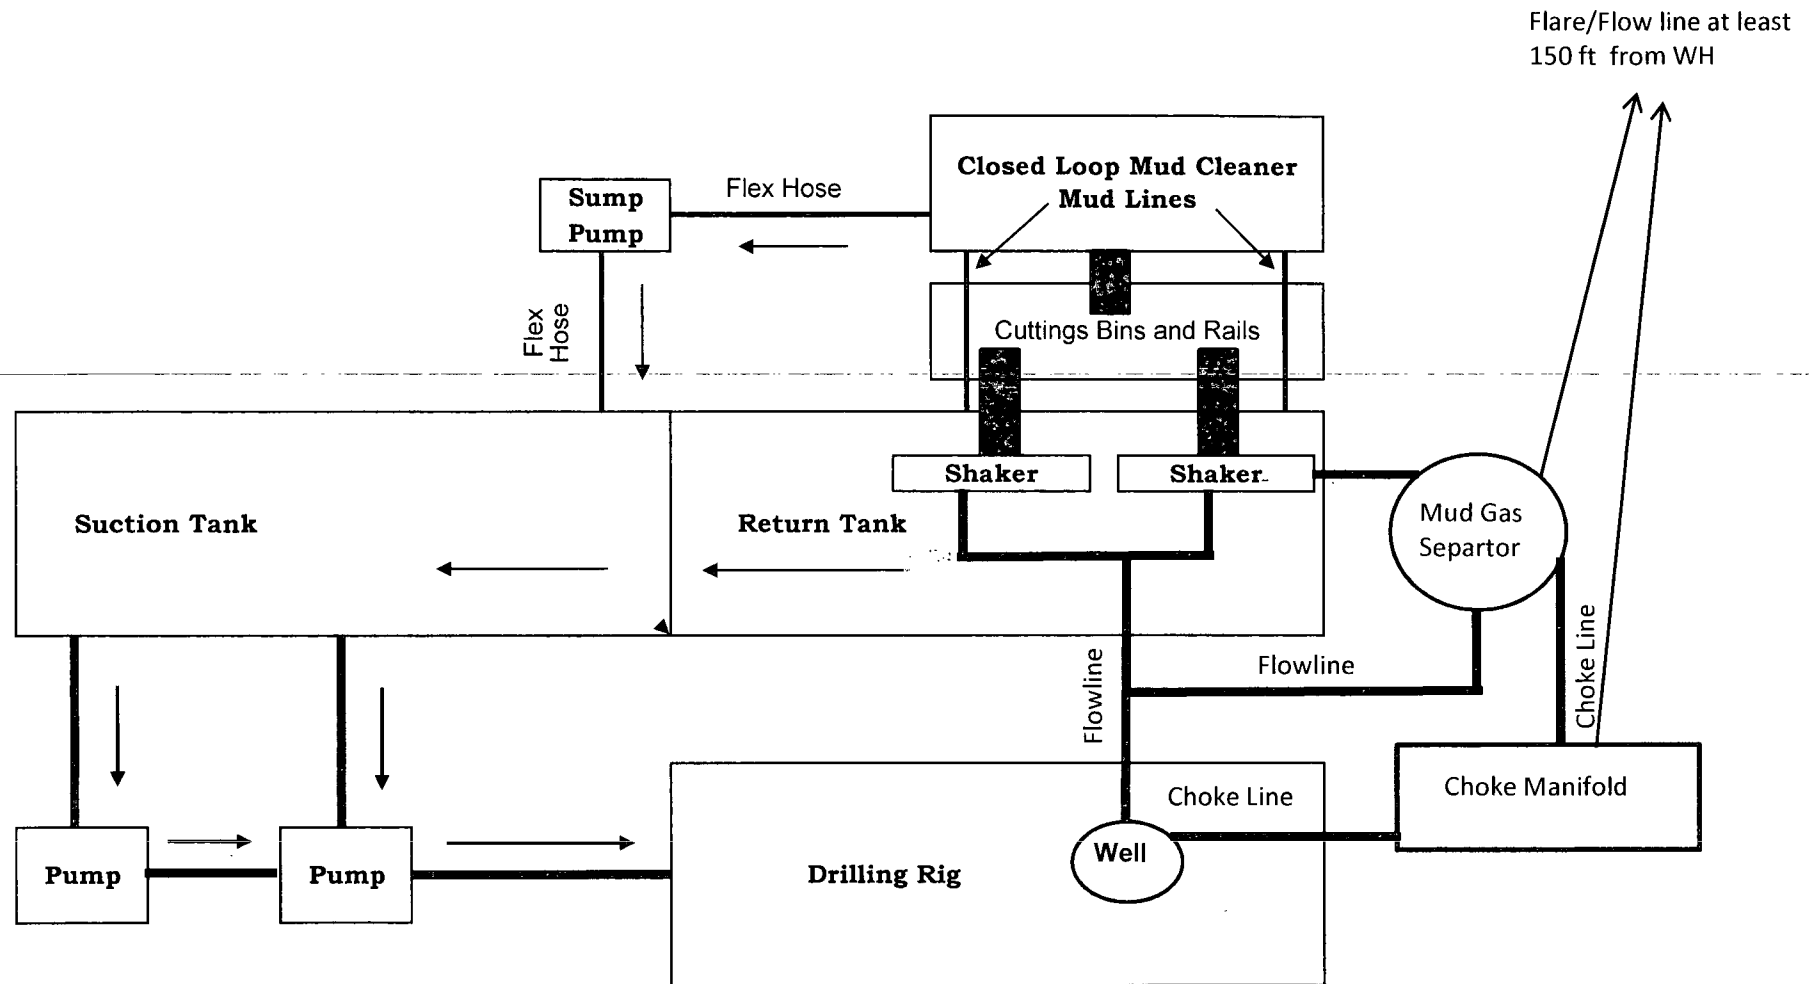 Flare/Flow line at least
150 ft from WH
Closed Loop Mud Cleaner
Mud Lines
Sump
Pump
Flex Hose
Flex
Hose
Cuttings Bins and Rails
Shaker
Shaker
Suction Tank
Return Tank
Mud Gas
Separtor
Flowline
Flowline
Choke Line
Choke Line
Choke Manifold
Well
Pump
Pump
Drilling Rig